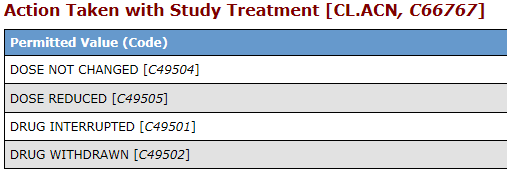 Action Taken with Study Treatment [CL.ACN, C66767]
Permitted Value (Code)
DOSE NOT CHANGED [C49504]
DOSE REDUCED [C49505]
DRUG INTERRUPTED [C49501]
DRUG WITHDRAWN [C49502]